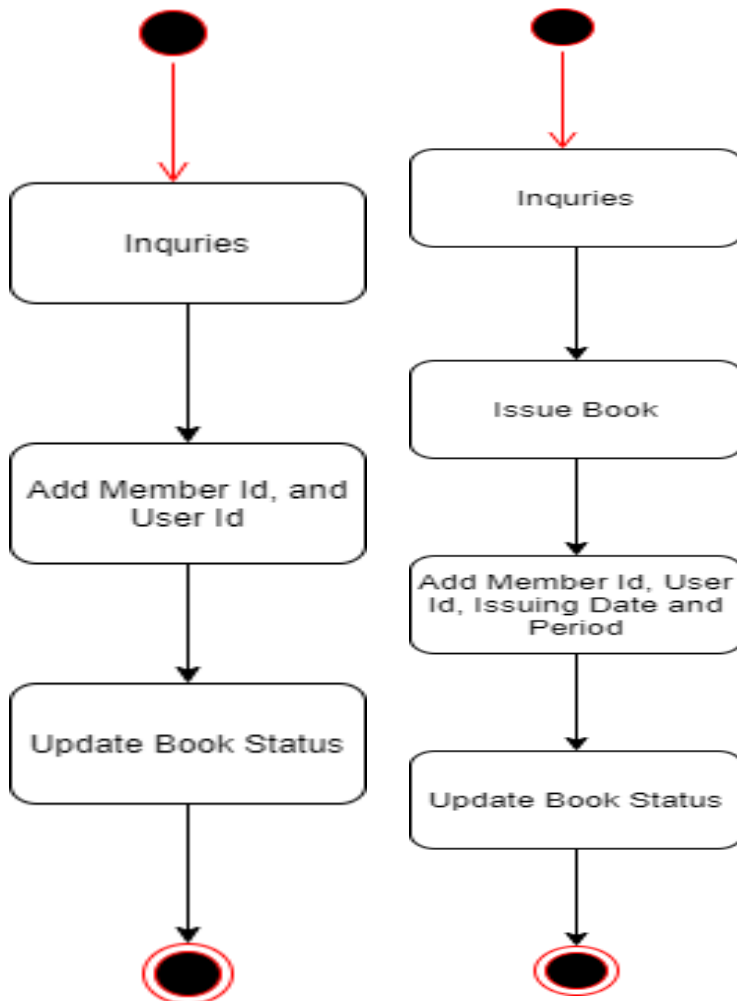 Inquries
Add Member Id, and
User Id
Update Book Status
Inquries
Issue Book
Add Member Id, User
Id, Issuing Date and
Period
Update Book Status